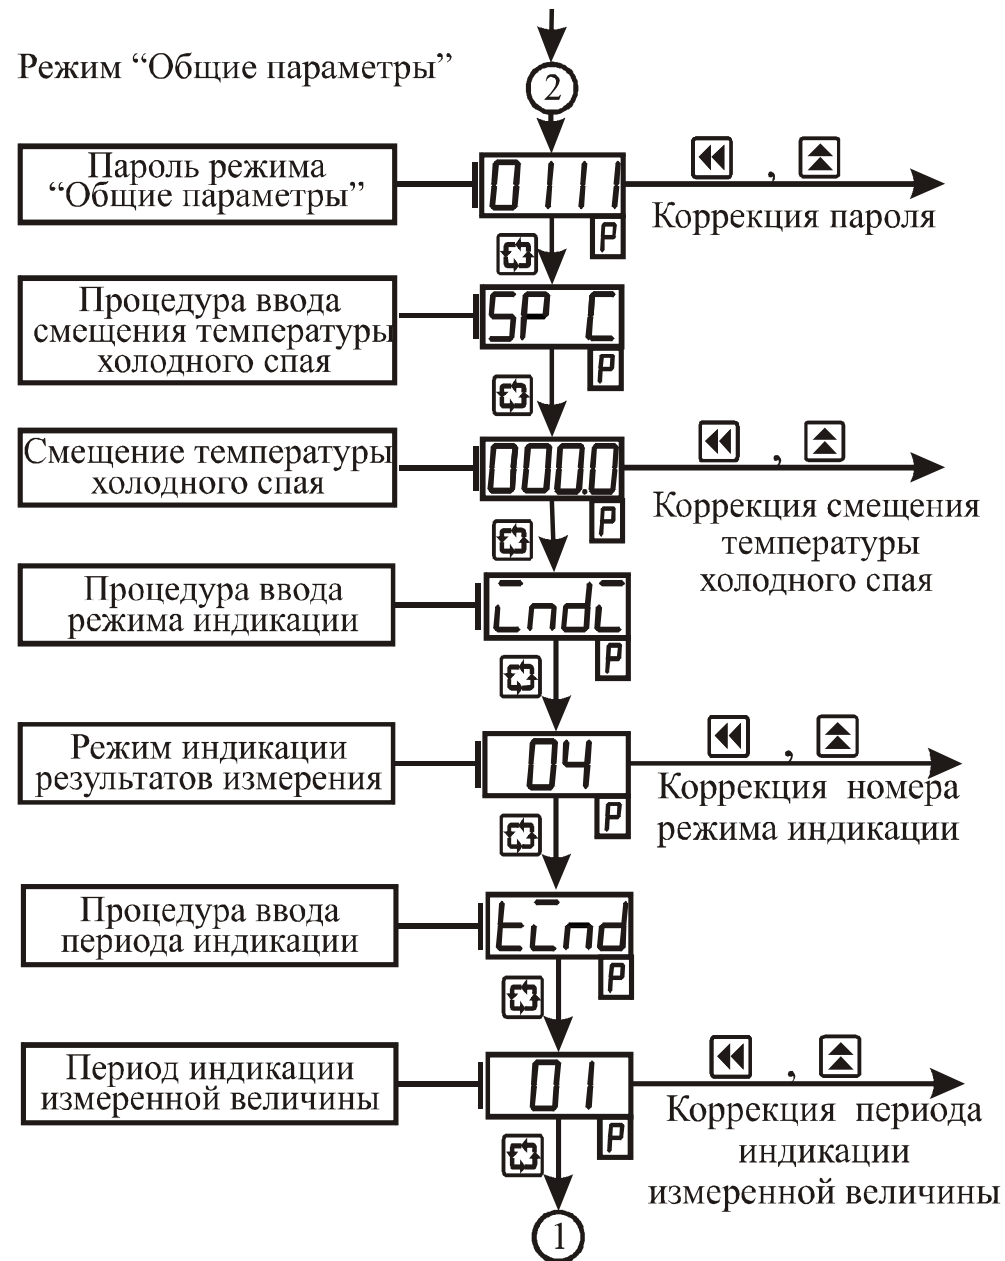 Режим “Общие параметры”
2
Пароль режима
“Общие параметры”
0111
P
,
Коррекция пароля
Процедура ввода
смещения температуры
холодного спая
SP C
P
Смещение температуры
холодного спая
000.0
P
,
Коррекция смещения
температуры
холодного спая
Процедура ввода
режима индикации
indi
P
Режим индикации
результатов измерения
04
P
,
Коррекция номера
режима индикации
Процедура ввода
периода индикации
tind
P
Период индикации
измеренной величины
01
P
,
Коррекция периода
индикации
измеренной величины
1